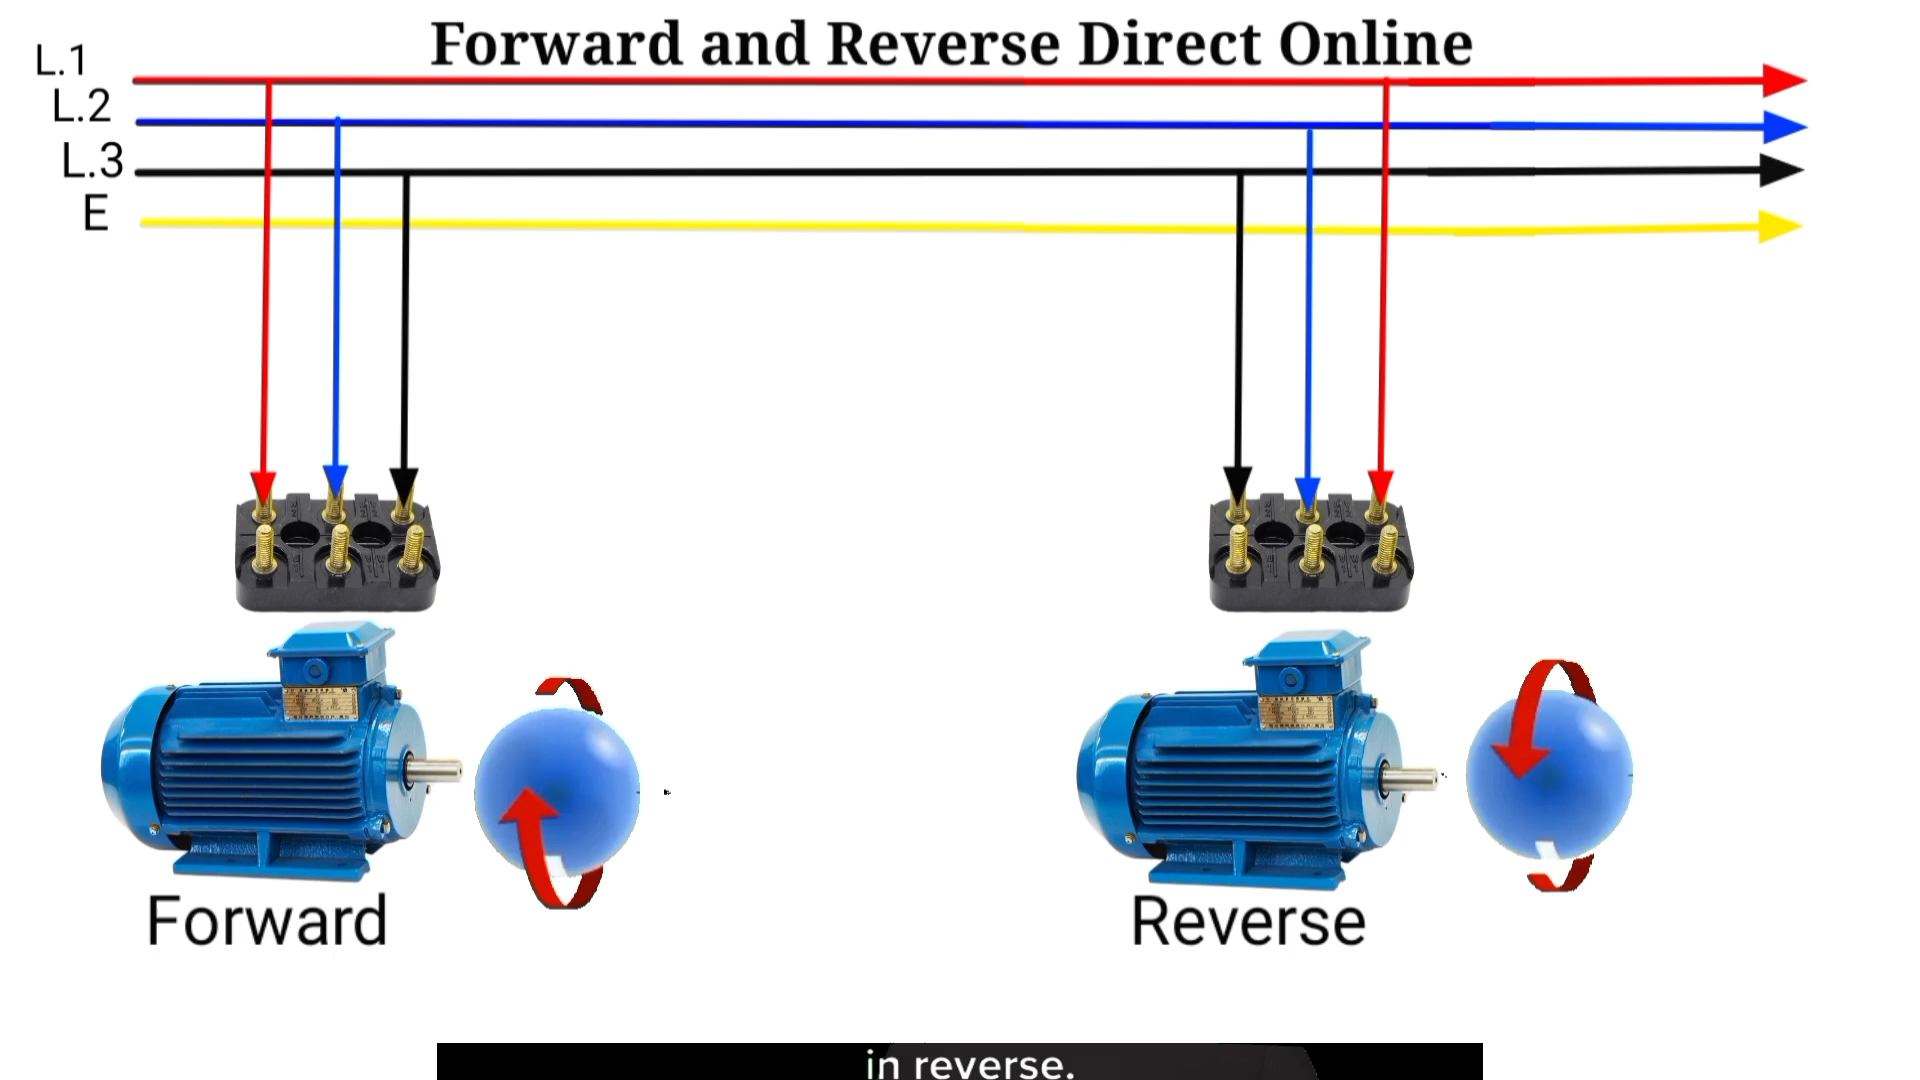 Forward and Reverse Direct Online
L.1
L.2
L.3
E
Forward
Reverse
in reverse.